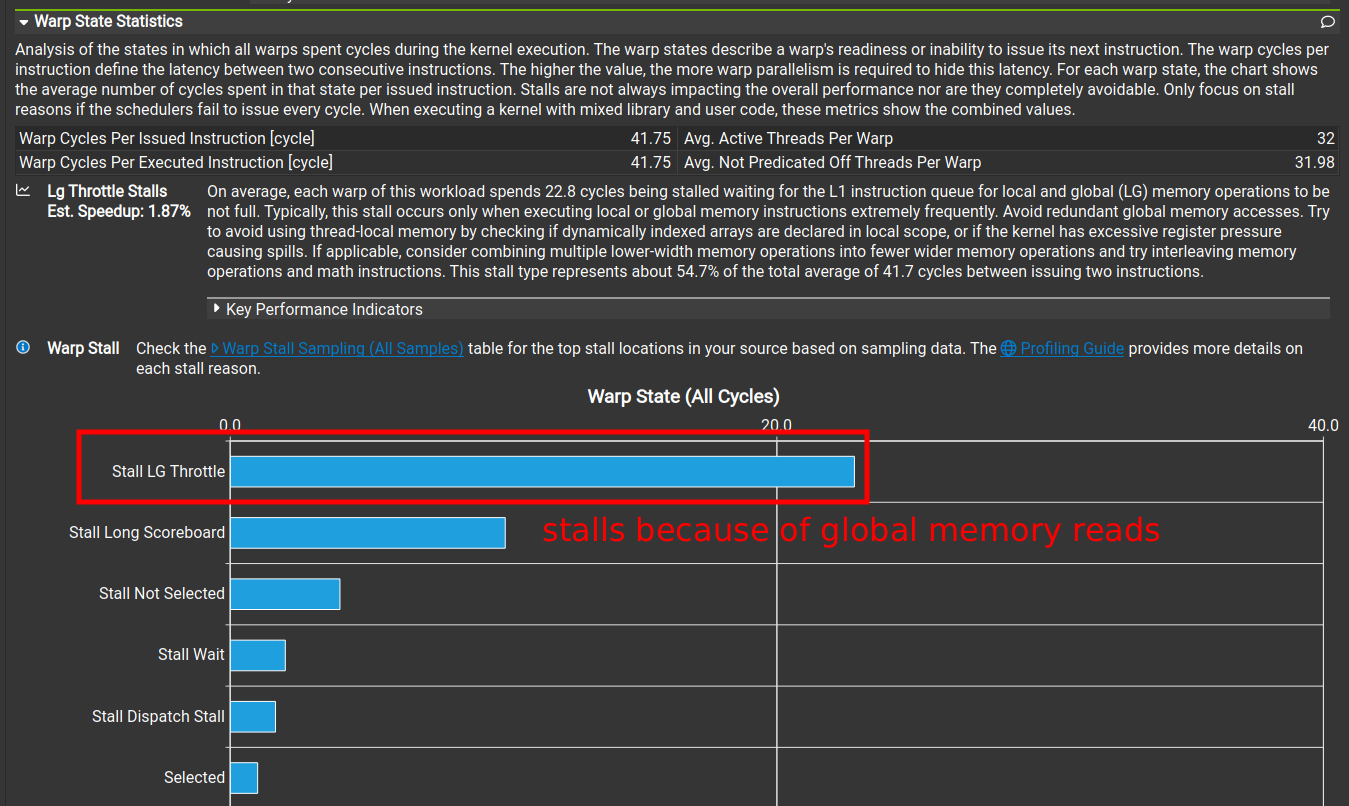 Warp State Statistics
Analysis of the states in which all warps spent cycles during the kernel execution. The warp states describe a warp's readiness or inability to issue its next instruction. The warp cycles per
instruction define the latency between two consecutive instructions. The higher the value, the more warp parallelism is required to hide this latency. For each warp state, the chart shows
the average number of cycles spent in that state per issued instruction. Stalls are not always impacting the overall performance nor are they completely avoidable. Only focus on stall
reasons if the schedulers fail to issue every cycle. When executing a kernel with mixed library and user code, these metrics show the combined values.
Warp Cycles Per Issued Instruction [cycle] 41.75 Avg. Active Threads Per Warp 32
Warp Cycles Per Executed Instruction [cycle] 41.75 Avg. Not Predicated Off Threads Per Warp 31.98
Lg Throttle Stalls
Est. Speedup: 1.87%
On average, each warp of this workload spends 22.8 cycles being stalled waiting for the L1 instruction queue for local and global (LG) memory operations to be
not full. Typically, this stall occurs only when executing local or global memory instructions extremely frequently. Avoid redundant global memory accesses. Try
to avoid using thread-local memory by checking if dynamically indexed arrays are declared in local scope, or if the kernel has excessive register pressure
causing spills. If applicable, consider combining multiple lower-width memory operations into fewer wider memory operations and try interleaving memory
operations and math instructions. This stall type represents about 54.7% of the total average of 41.7 cycles between issuing two instructions.
Key Performance Indicators
Warp Stall Check the Warp Stall Sampling (All Samples) table for the top stall locations in your source based on sampling data. The Profiling Guide provides more details on
each stall reason.
Warp State (All Cycles)
0.0 20.0 40.0
Stall LG Throttle
Stall Long Scoreboard
stalls because of global memory reads
Stall Not Selected
Stall Wait
Stall Dispatch Stall
Selected